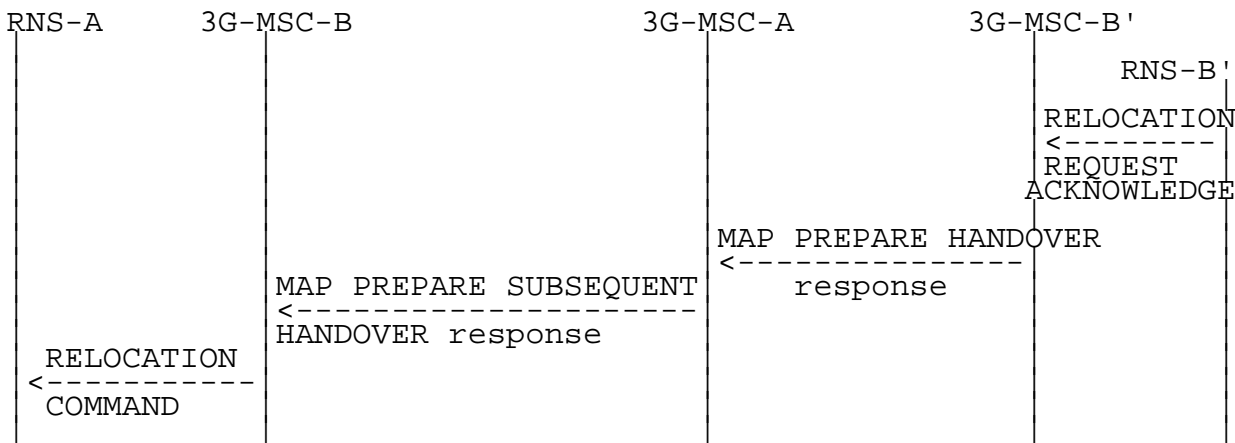 RNS-A 3G-MSC-B 3G-MSC-A 3G-MSC-B'
RNS-B'
RELOCATION
REQUEST
ACKNOWLEDGE
MAP PREPARE HANDOVER
response
MAP PREPARE SUBSEQUENT
HANDOVER response
RELOCATION
COMMAND